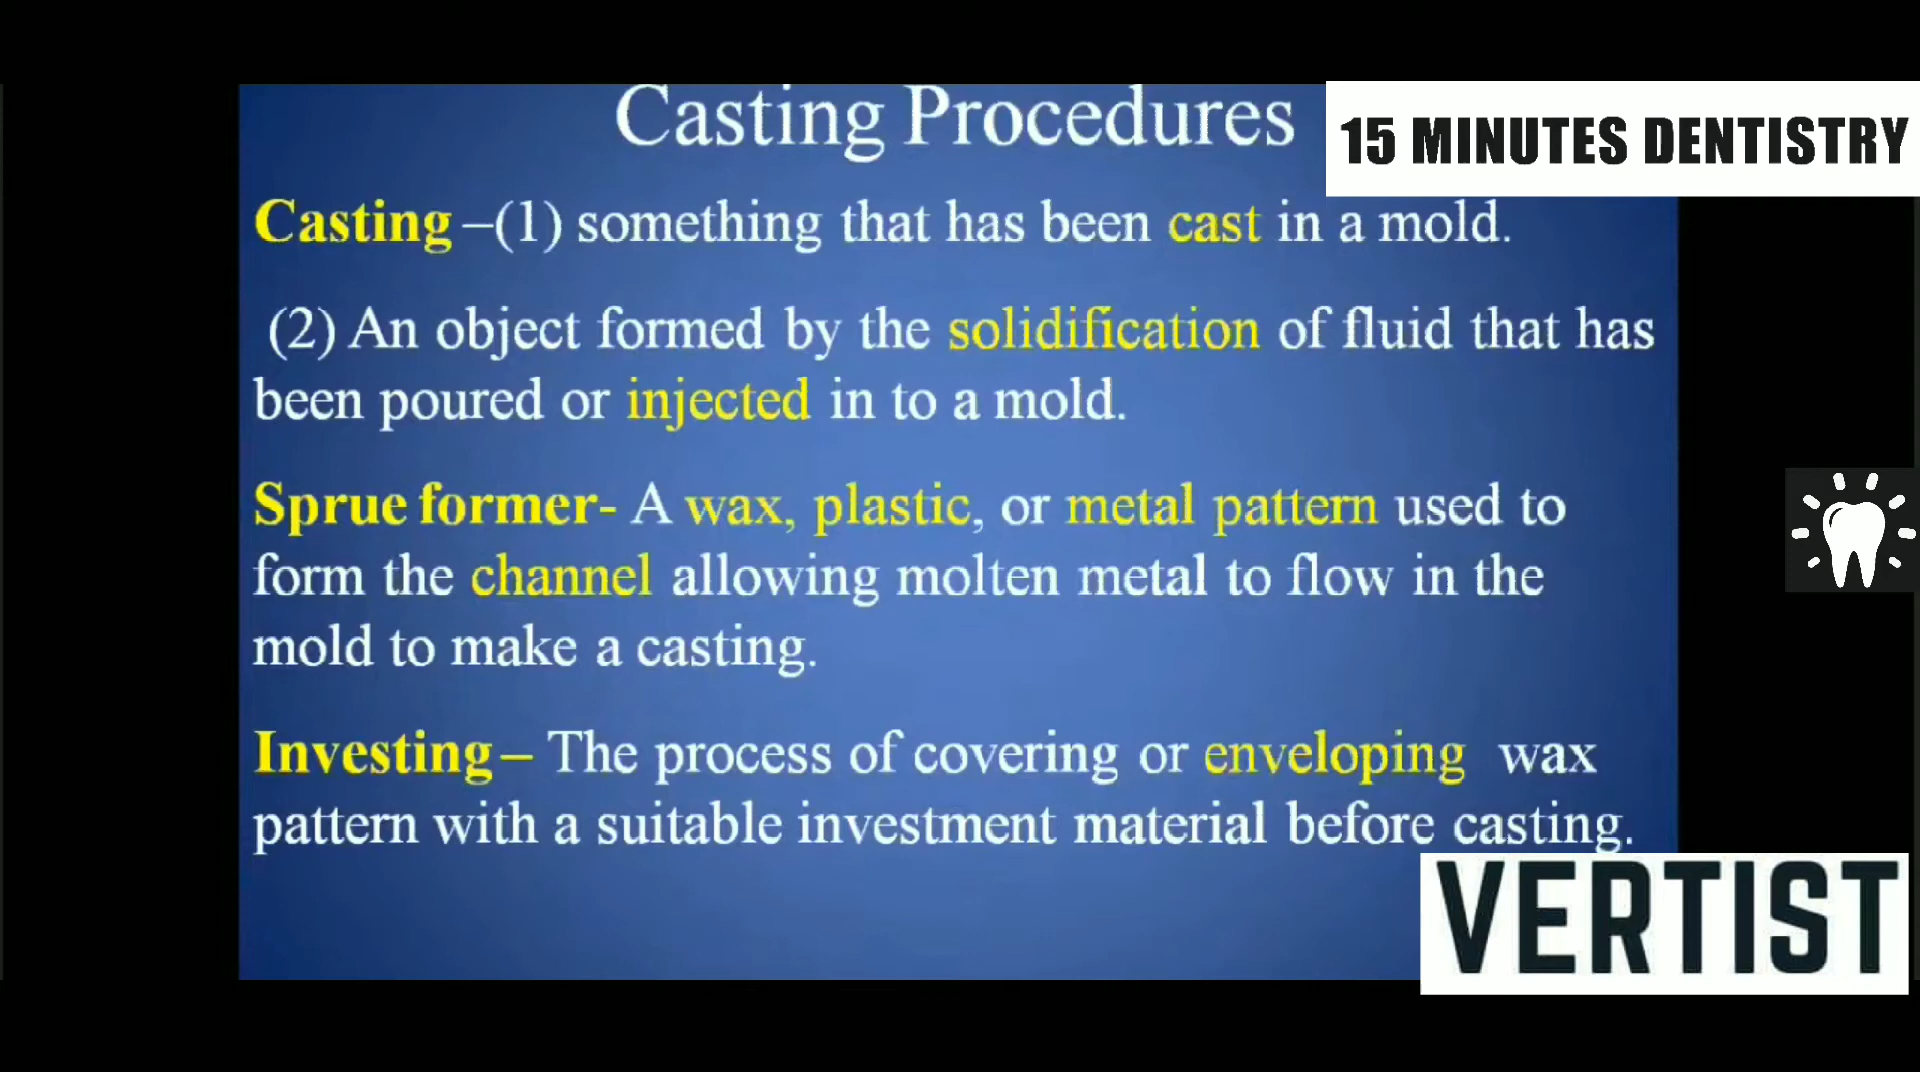 Casting Procedures
15 MINUTES DENTISTRY
Casting –(1) something that has been cast in a mold.
(2) An object formed by the solidification of fluid that has
been poured or injected in to a mold.
Sprue former- A wax, plastic, or metal pattern used to
form the channel allowing molten metal to flow in the
mold to make a casting.
Investing – The process of covering or enveloping wax
pattern with a suitable investment material before casting.
VERTIST